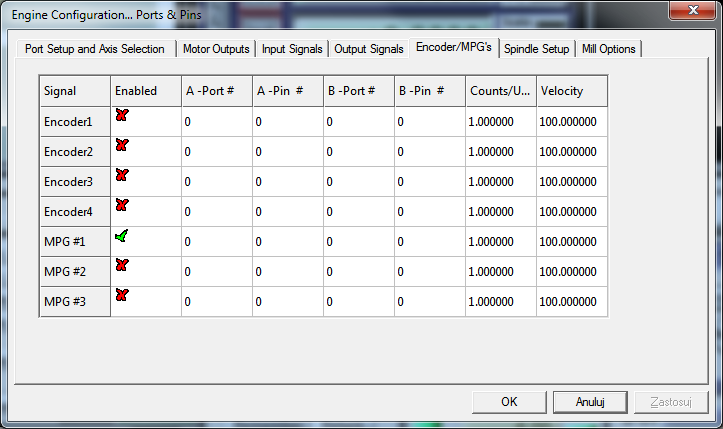 Engine Configuration... Ports & Pins
Port Setup and Axis Selection Motor Outputs Input Signals Output Signals Encoder/MPG's Spindle Setup Mill Options
Signal Enabled A -Port # A -Pin # B -Port # B -Pin # Counts/U... Velocity
Encoder1 0 0 0 0 1.000000 100.000000
Encoder2 0 0 0 0 1.000000 100.000000
Encoder3 0 0 0 0 1.000000 100.000000
Encoder4 0 0 0 0 1.000000 100.000000
MPG #1 0 0 0 0 1.000000 100.000000
MPG #2 0 0 0 0 1.000000 100.000000
MPG #3 0 0 0 0 1.000000 100.000000
OK Anuluj Zastosuj